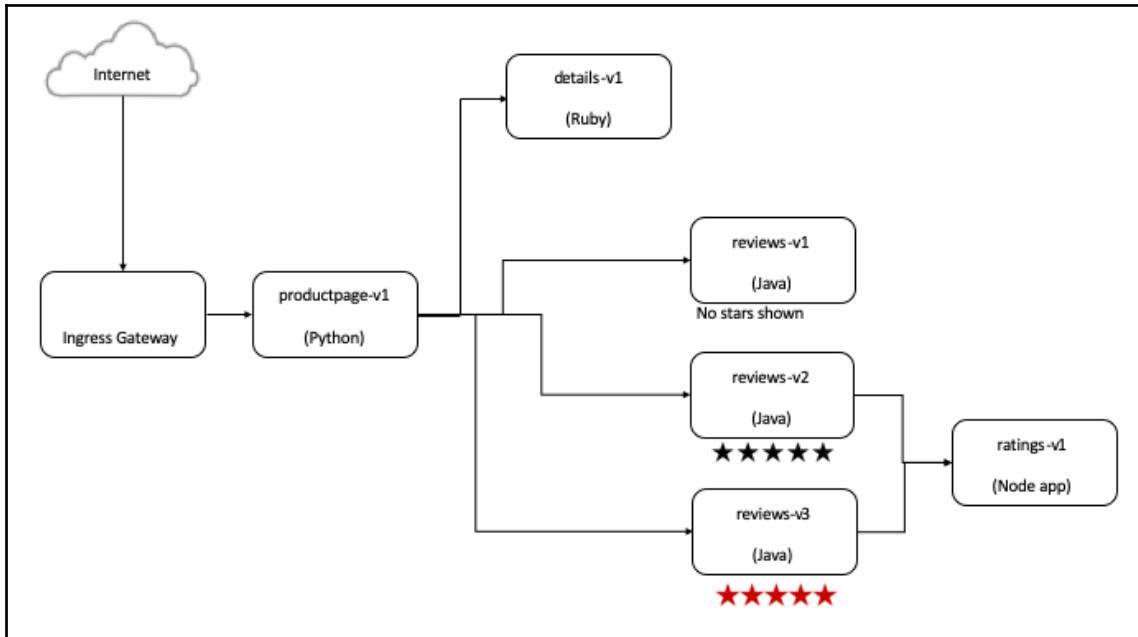 Internet
details-v1
(Ruby)
reviews-v1
(Java)
No stars shown
productpage-v1
(Python)
Ingress Gateway
reviews-v2
(Java)
ratings-v1
(Node app)
reviews-v3
(Java)